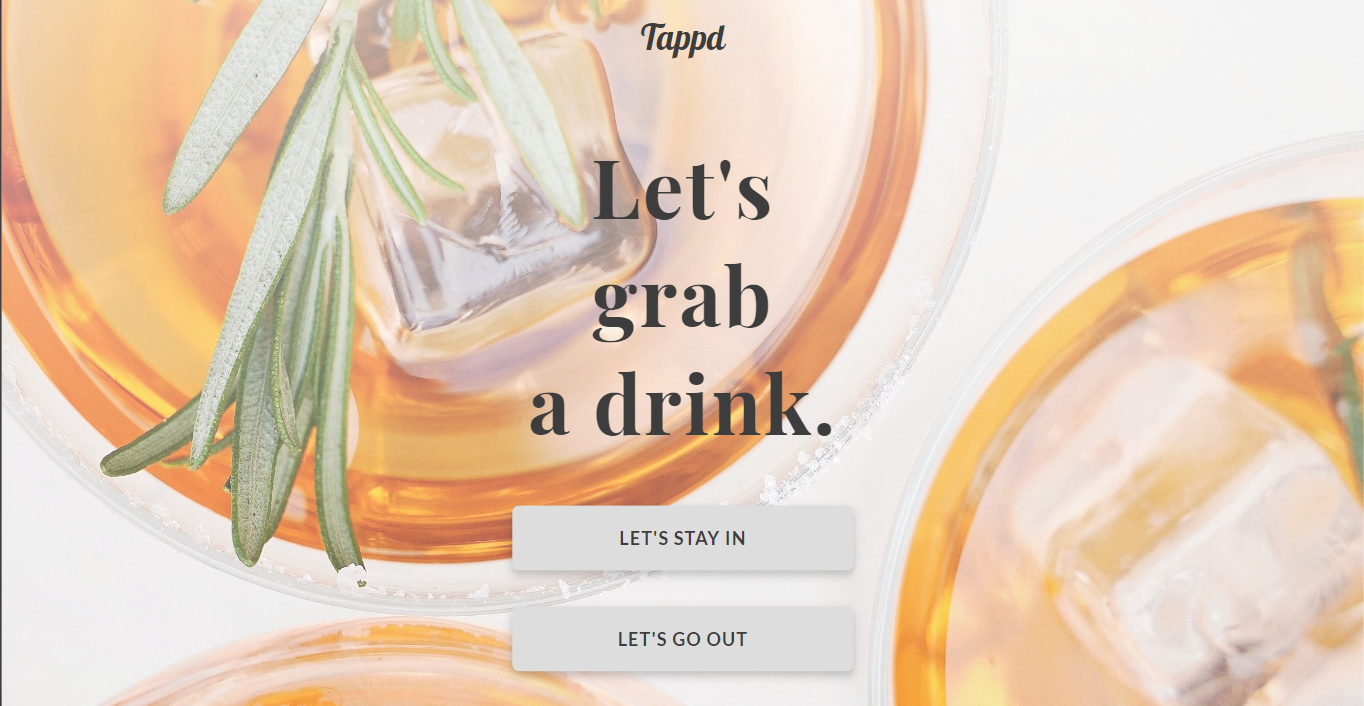 Tappd
Let's
grab
a drink.
LET'S STAY IN
LET'S GO OUT